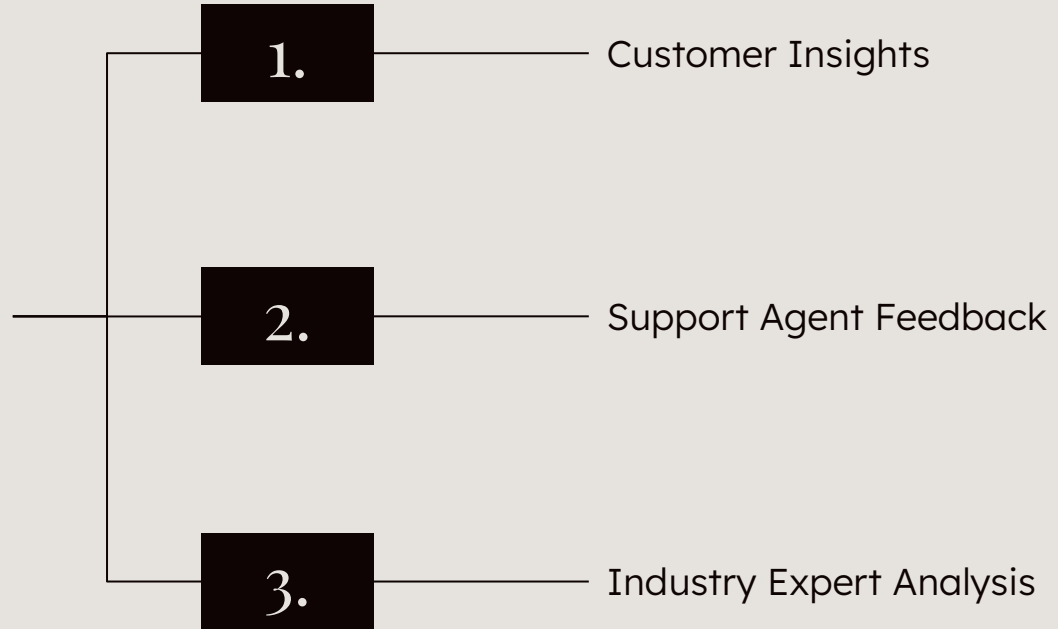 1. Customer Insights
2. Support Agent Feedback
3. Industry Expert Analysis